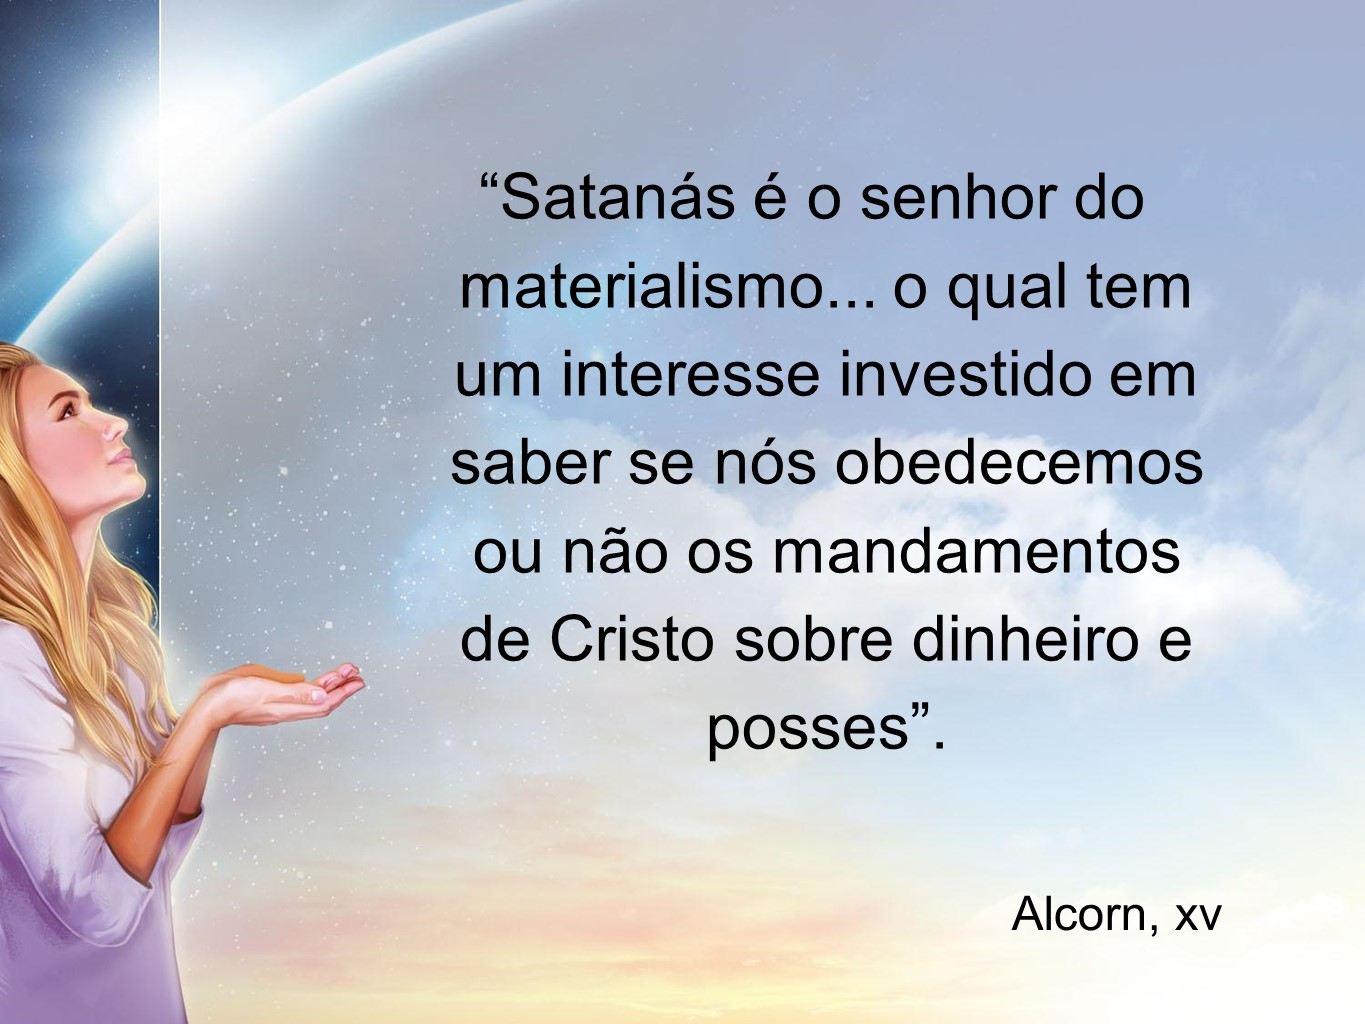 “Satanás é o senhor do
materialismo... o qual tem
um interesse investido em
saber se nós obedecemos
ou não os mandamentos
de Cristo sobre dinheiro e
posses”.
Alcorn, xv